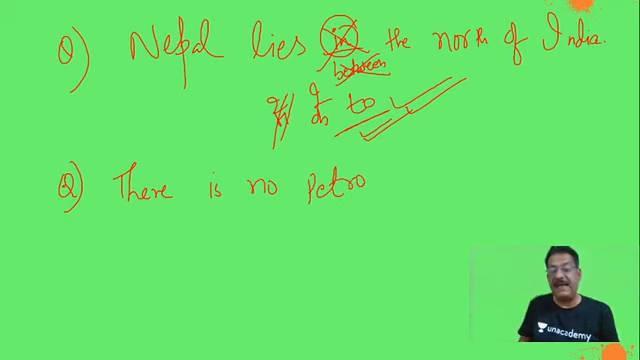 Q) Nepal lies in the north of India.
between
to
Q) There is no petro
unacademy